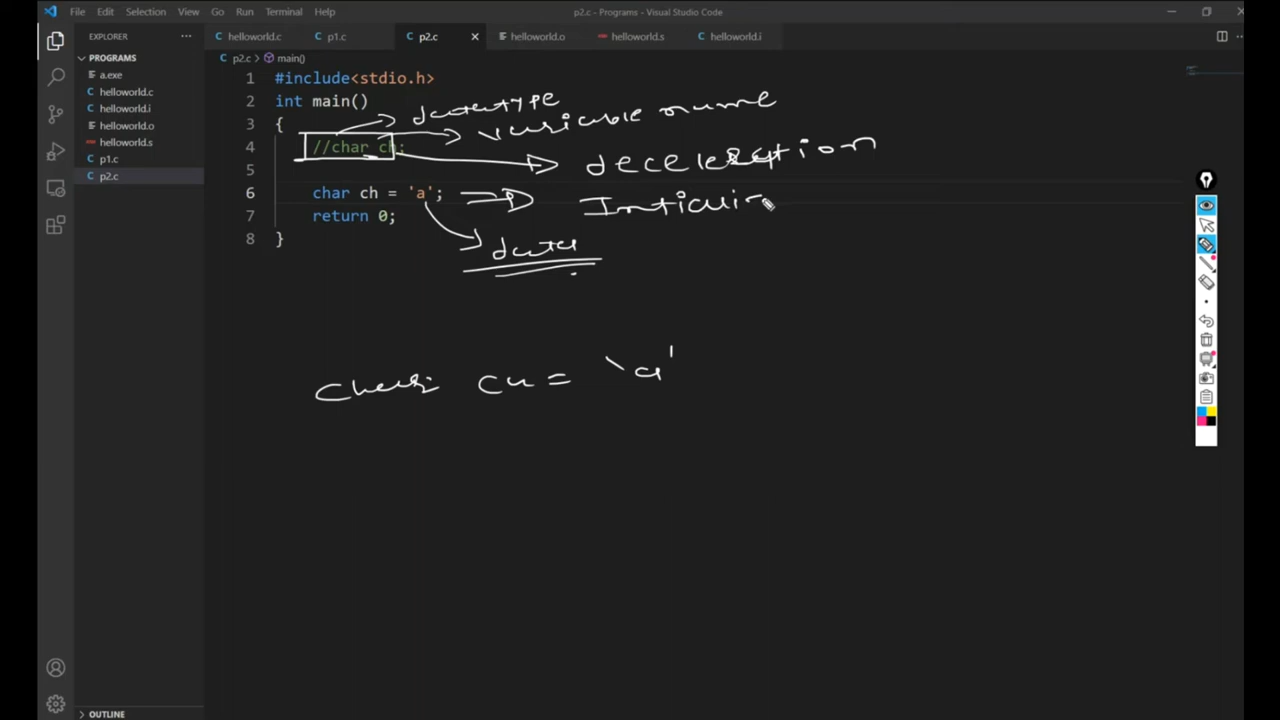 File Edit Selection View Go Run Terminal Help p2.c - Programs - Visual Studio Code
EXPLORER ... helloworld.c p1.c p2.c helloworld.o helloworld.s helloworld.i
PROGRAMS p2.c > main()
a.exe
helloworld.c
helloworld.i
helloworld.o
helloworld.s
p1.c
p2.c
1 #include<stdio.h>
2 int main()
3 {
4 //char ch;
5
6 char ch = 'a';
7 return 0;
8 }
datatype
variable name
deceleration
data
char ch = 'a'
OUTLINE